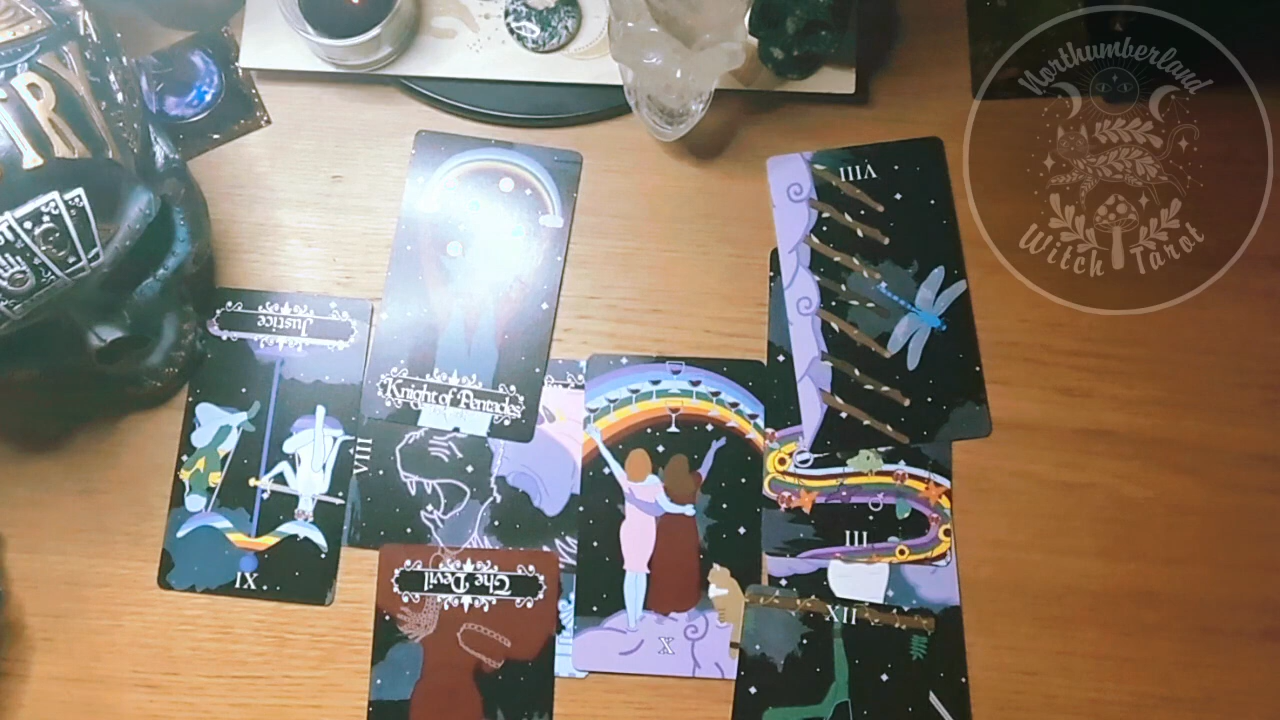 Northumberland
Witch Tarot
VIII
Knight of Pentacles
Justice
VIII
III
The Devil
XI
X
XII